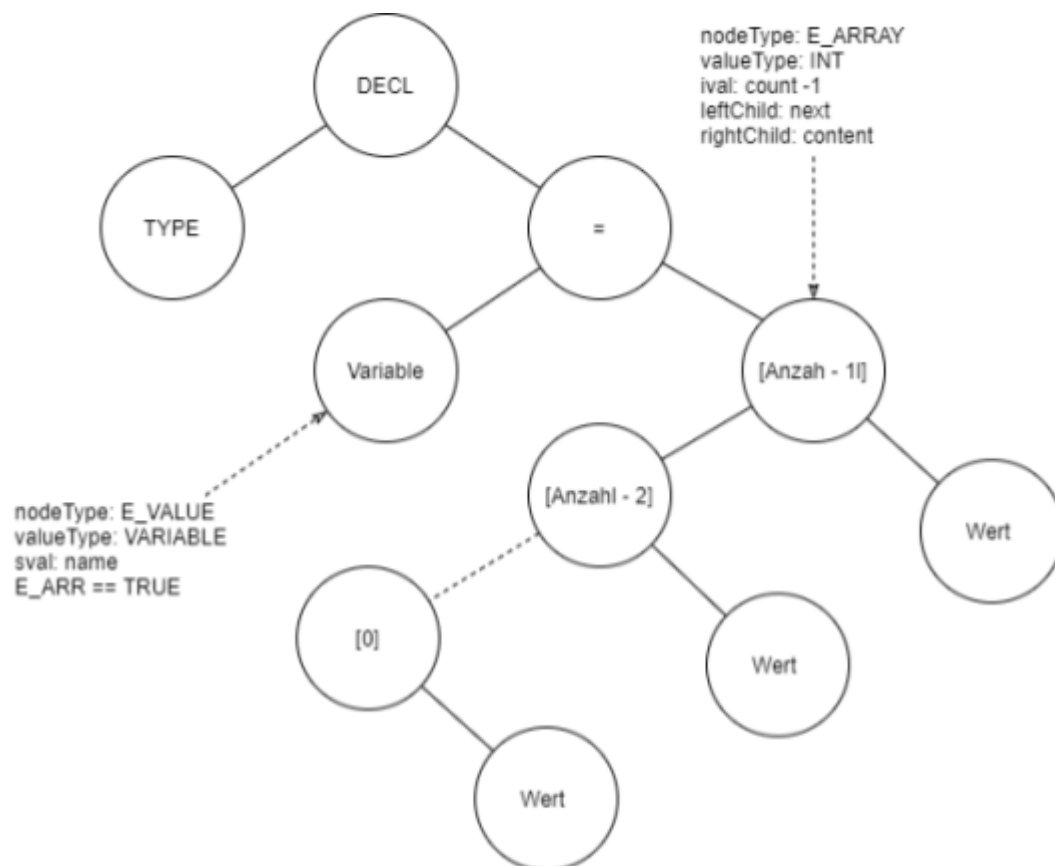 nodeType: E_ARRAY
valueType: INT
ival: count -1
leftChild: next
rightChild: content
DECL
TYPE
=
Variable
[Anzah - 1l]
[Anzahl - 2]
Wert
nodeType: E_VALUE
valueType: VARIABLE
sval: name
E_ARR == TRUE
[0]
Wert
Wert